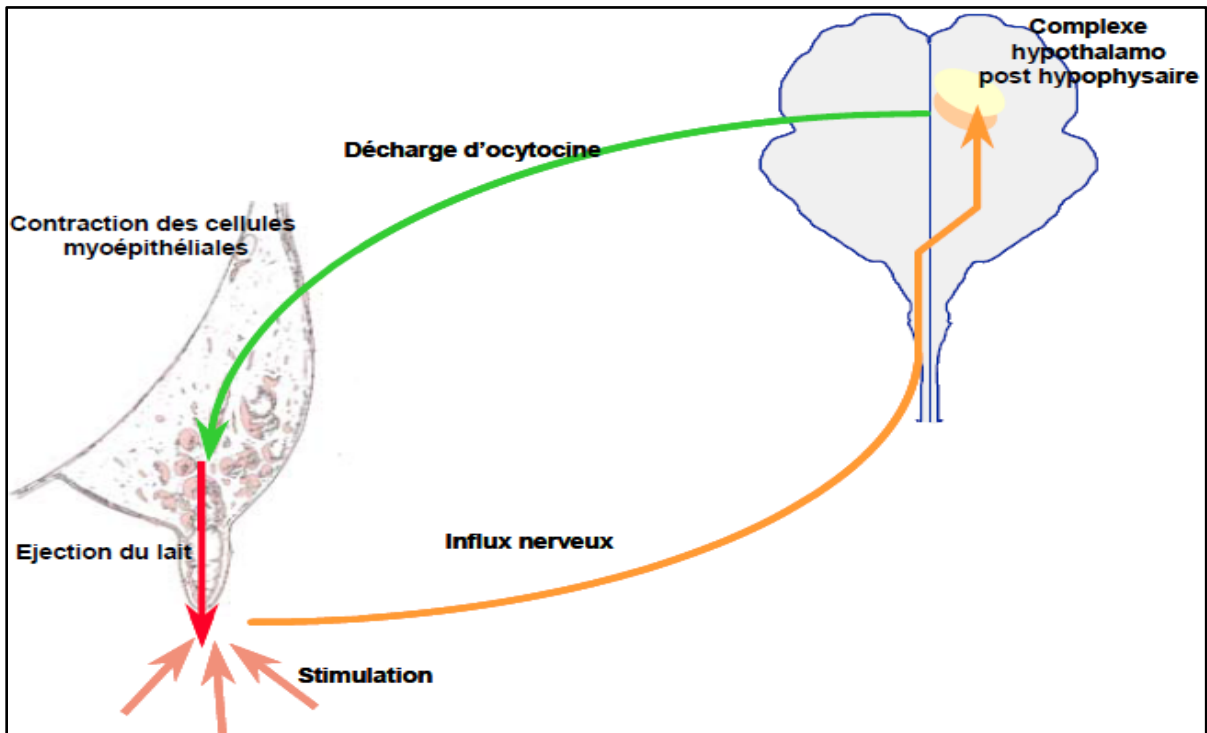 Complexe
hypothalamo
post hypophysaire
Décharge d'ocytocine
Contraction des cellules
myoépithéliales
Ejection du lait
Influx nerveux
Stimulation